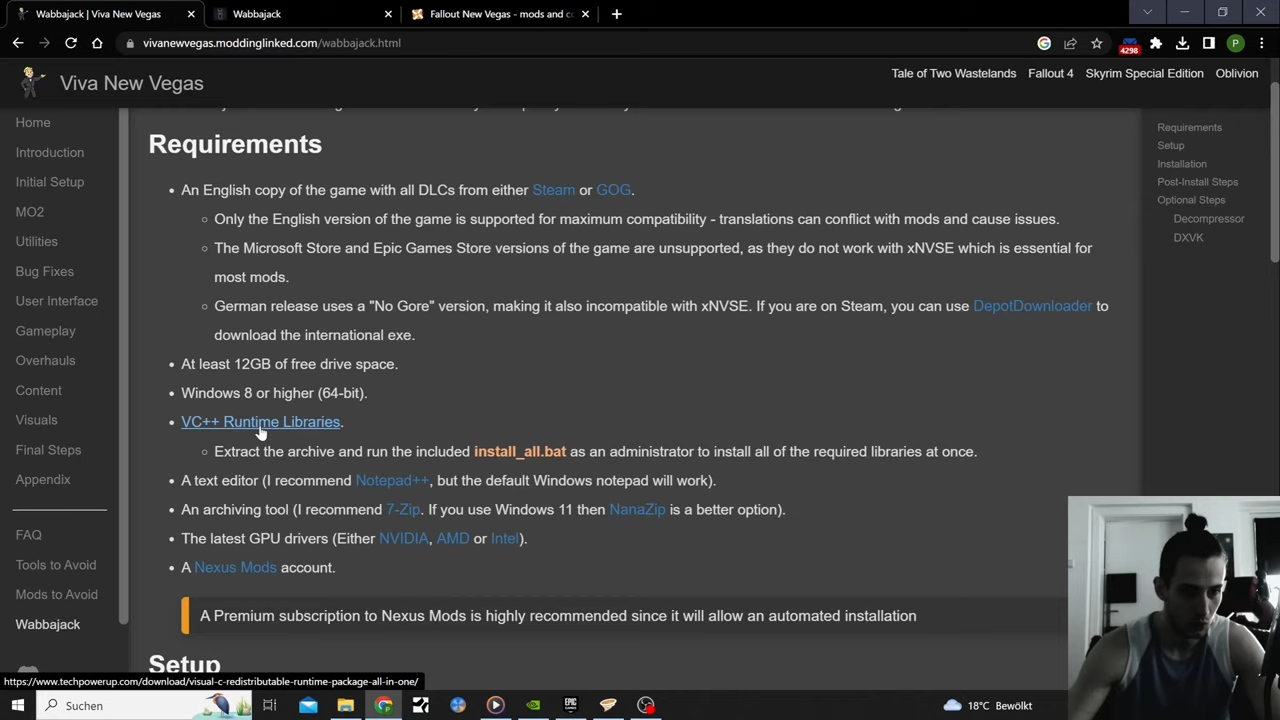 Wabbajack | Viva New Vegas
Wabbajack
Fallout New Vegas - mods and co
vivanewvegas.moddinglinked.com/wabbajack.html
4298
P
Viva New Vegas
Tale of Two Wastelands
Fallout 4
Skyrim Special Edition
Oblivion
Home
Introduction
Initial Setup
MO2
Utilities
Bug Fixes
User Interface
Gameplay
Overhauls
Content
Visuals
Final Steps
Appendix
FAQ
Tools to Avoid
Mods to Avoid
Wabbajack
Requirements
• An English copy of the game with all DLCs from either Steam or GOG.
Only the English version of the game is supported for maximum compatibility - translations can conflict with mods and cause issues.
The Microsoft Store and Epic Games Store versions of the game are unsupported, as they do not work with xNVSE which is essential for
most mods.
German release uses a "No Gore" version, making it also incompatible with xNVSE. If you are on Steam, you can use DepotDownloader to
download the international exe.
• At least 12GB of free drive space.
• Windows 8 or higher (64-bit).
• VC++ Runtime Libraries.
Extract the archive and run the included install_all.bat as an administrator to install all of the required libraries at once.
• A text editor (I recommend Notepad++, but the default Windows notepad will work).
• An archiving tool (I recommend 7-Zip. If you use Windows 11 then NanaZip is a better option).
• The latest GPU drivers (Either NVIDIA, AMD or Intel).
• A Nexus Mods account.
A Premium subscription to Nexus Mods is highly recommended since it will allow an automated installation
Setup
Requirements
Setup
Installation
Post-Install Steps
Optional Steps
Decompressor
DXVK
https://www.techpowerup.com/download/visual-c-redistributable-runtime-package-all-in-one/
Suchen
EPIC
18°C Bewölkt